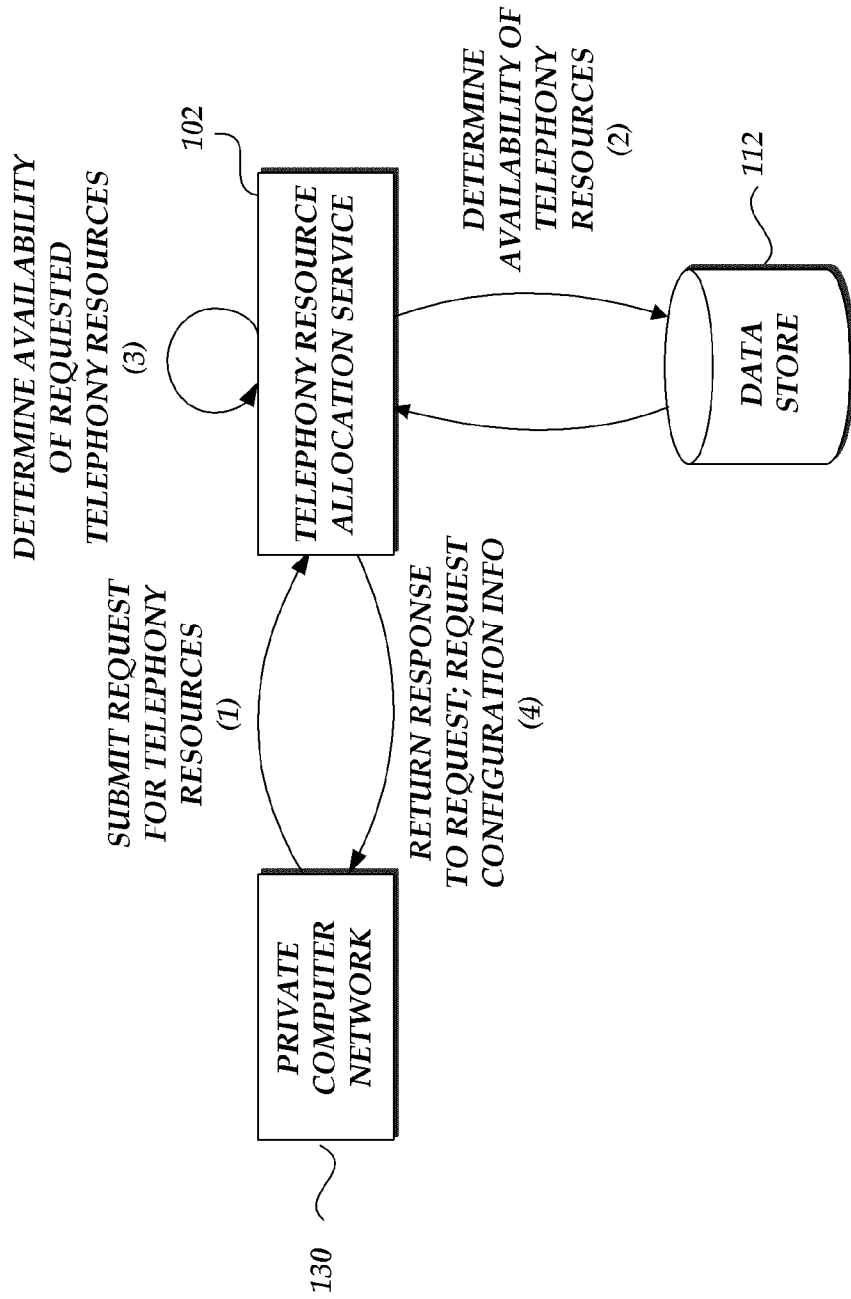 DETERMINE AVAILABILITY
OF REQUESTED
TELEPHONY RESOURCES
(3)
102
SUBMIT REQUEST
FOR TELEPHONY
RESOURCES
(1)
130
PRIVATE
COMPUTER
NETWORK
TELEPHONY RESOURCE
ALLOCATION SERVICE
RETURN RESPONSE
TO REQUEST; REQUEST
CONFIGURATION INFO
(4)
DETERMINE
AVAILABILITY OF
TELEPHONY
RESOURCES
(2)
112
DATA
STORE